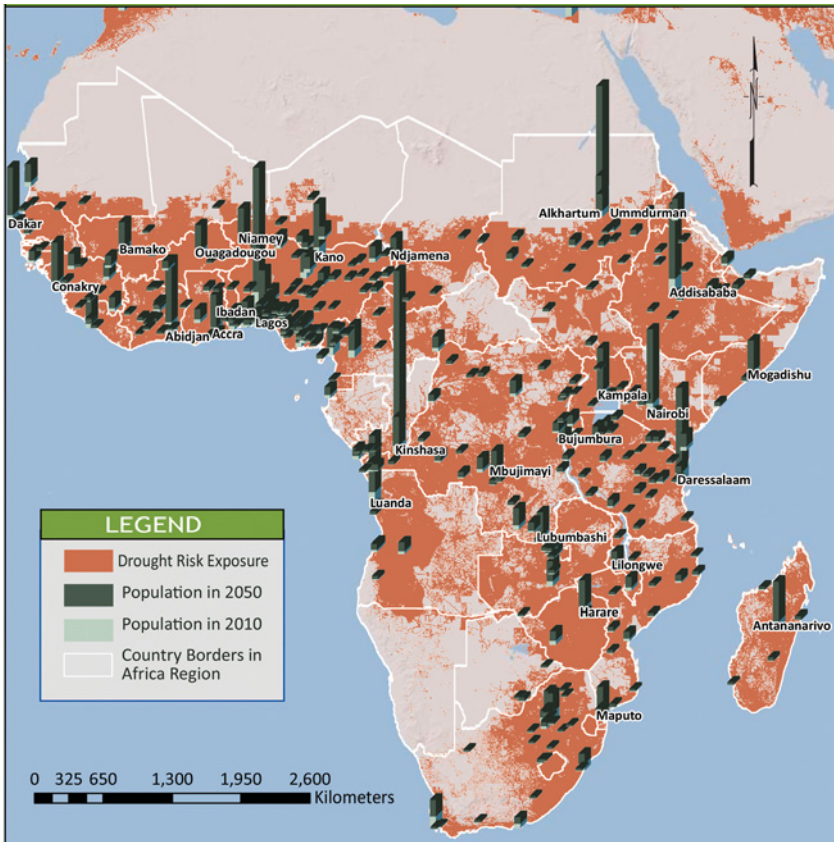 N
Alkhartum
Ummdurman
Dakar
Niamey
Bamako
Ouagadougou
Kano
Ndjamena
Conakry
Ibadan
Lagos
Abidjan
Accra
Addisababa
Mogadishu
Kampala
Nairobi
Bujumbura
Kinshasa
Mbujimayi
Daressalaam
Luanda
Lubumbashi
Lilongwe
Harare
Antananarivo
Maputo
LEGEND
Drought Risk Exposure
Population in 2050
Population in 2010
Country Borders in
Africa Region
0 325 650 1,300 1,950 2,600
Kilometers